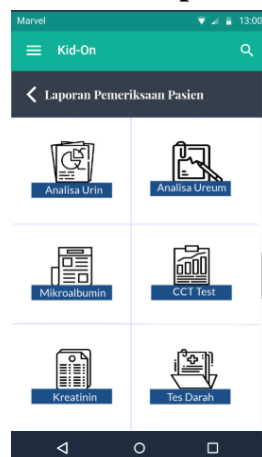 Marvel 13:00
Kid-On
Laporan Pemeriksaan Pasien
Analisa Urin
Analisa Ureum
Mikroalbumin
CCT Test
Kreatinin
Tes Darah